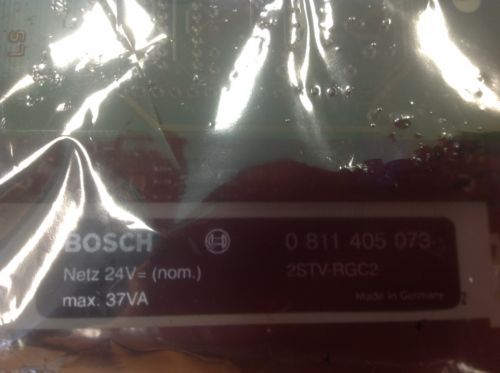 BOSCH 0 811 405 073
Netz 24V= (nom.) 2STV-RGC2
max. 37VA Made in Germany